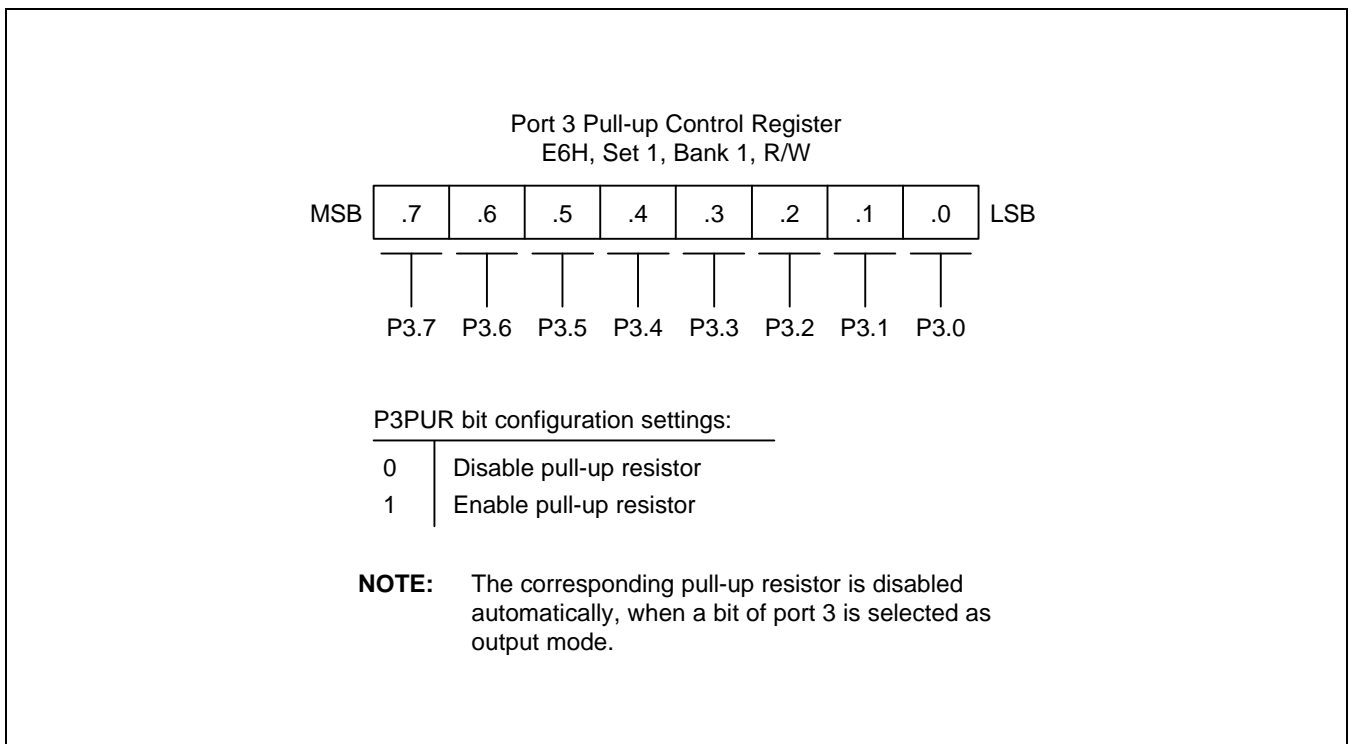 Port 3 Pull-up Control Register
E6H, Set 1, Bank 1, R/W
MSB .7 .6 .5 .4 .3 .2 .1 .0 LSB
P3.7 P3.6 P3.5 P3.4 P3.3 P3.2 P3.1 P3.0
P3PUR bit configuration settings:
0 Disable pull-up resistor
1 Enable pull-up resistor
NOTE: The corresponding pull-up resistor is disabled
automatically, when a bit of port 3 is selected as
output mode.